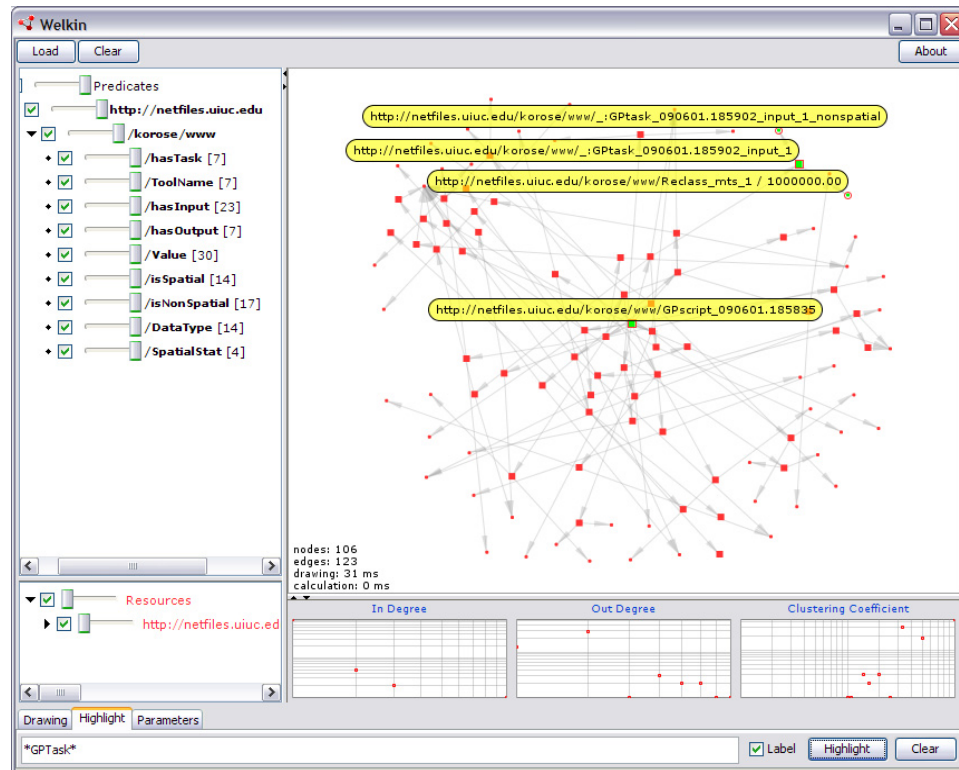 Welkin
Load Clear About
Predicates
http://netfiles.uiuc.edu
/korose/www
/hasTask [7]
/ToolName [7]
/hasInput [23]
/hasOutput [7]
/Value [30]
/isSpatial [14]
/isNonSpatial [17]
/DataType [14]
/SpatialStat [4]
http://netfiles.uiuc.edu/korose/www/_:GPtask_090601.185902_input_1_nonspatial
http://netfiles.uiuc.edu/korose/www/_:GPtask_090601.185902_input_1
http://netfiles.uiuc.edu/korose/www/Reclass_mts_1 / 1000000.00
http://netfiles.uiuc.edu/korose/www/GPscript_090601.185835
nodes: 106
edges: 123
drawing: 31 ms
calculation: 0 ms
Resources
http://netfiles.uiuc.ed
In Degree Out Degree Clustering Coefficient
Drawing Highlight Parameters
*GPTask* Label Highlight Clear